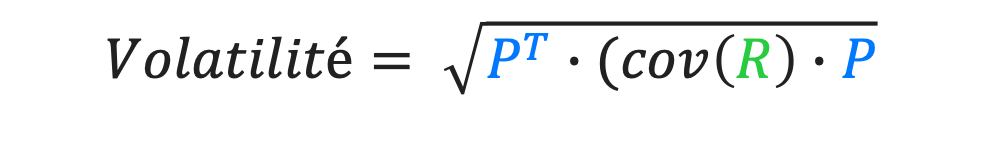 Volatilité = √P^T · (cov(R) · P